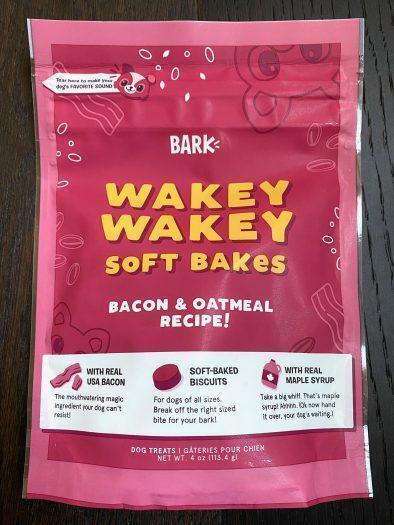 Tear here to make your
dog's FAVORITE SOUND!
BARK
WAKEY
WAKEY
SOFT BAKES
BACON & OATMEAL
RECIPE!
WITH REAL
USA BACON
The mouthwatering magic
ingredient your dog can't
resist!
SOFT-BAKED
BISCUITS
For dogs of all sizes.
Break off the right sized
bite for your bark!
WITH REAL
MAPLE SYRUP
Take a big whiff. That's maple
syrup! Ahhhh. (Ok now hand
it over, your dog's waiting.)
DOG TREATS | GÂTERIES POUR CHIEN
NET WT. 4 oz (113.4 g)